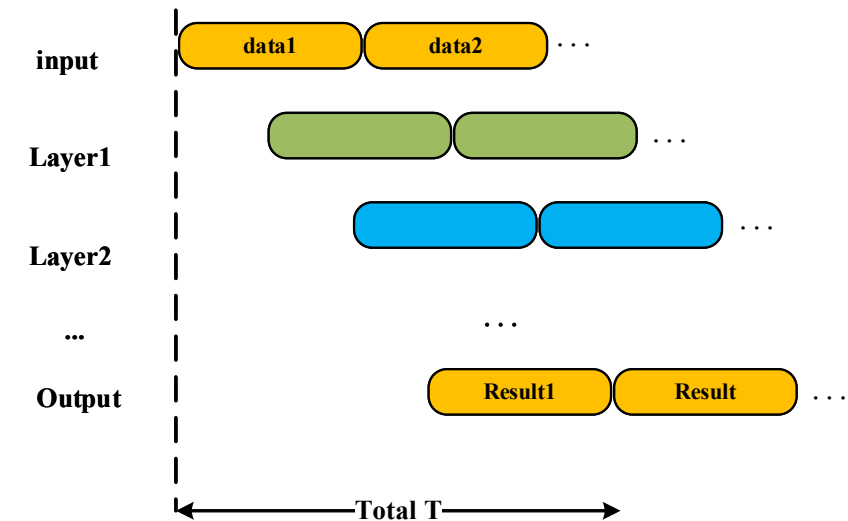 input data1 data2 . . .
Layer1 . . .
Layer2 . . .
... . . .
Output Result1 Result . . .
Total T